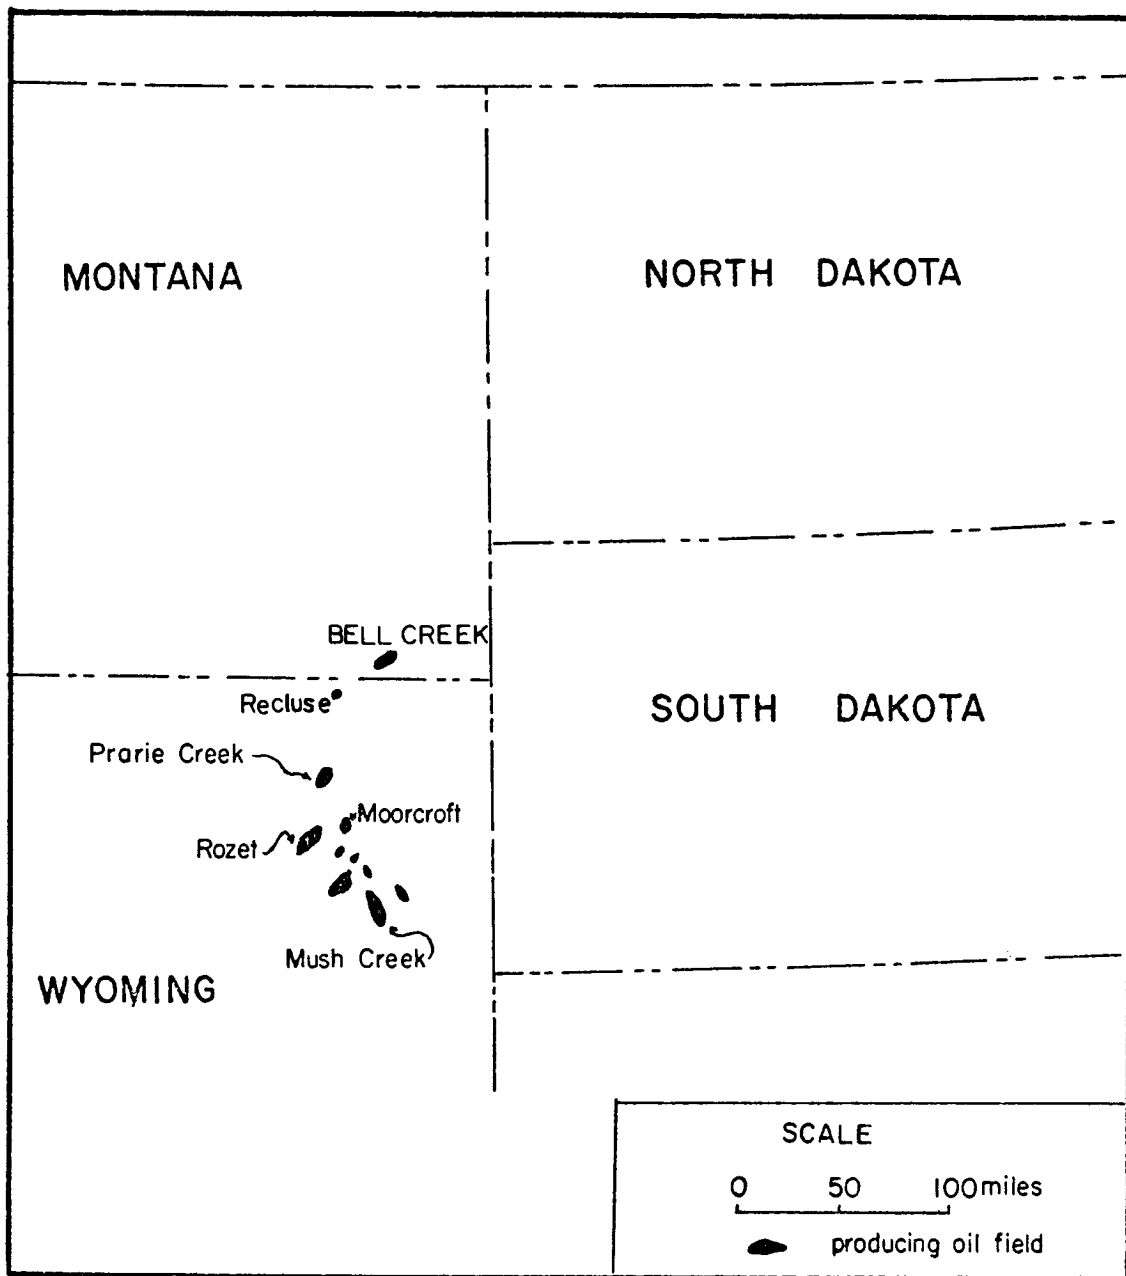 MONTANA
NORTH DAKOTA
BELL CREEK
Recluse
SOUTH DAKOTA
Prarie Creek
Moorcroft
Rozet
Mush Creek
WYOMING
SCALE
0 50 100 miles
producing oil field